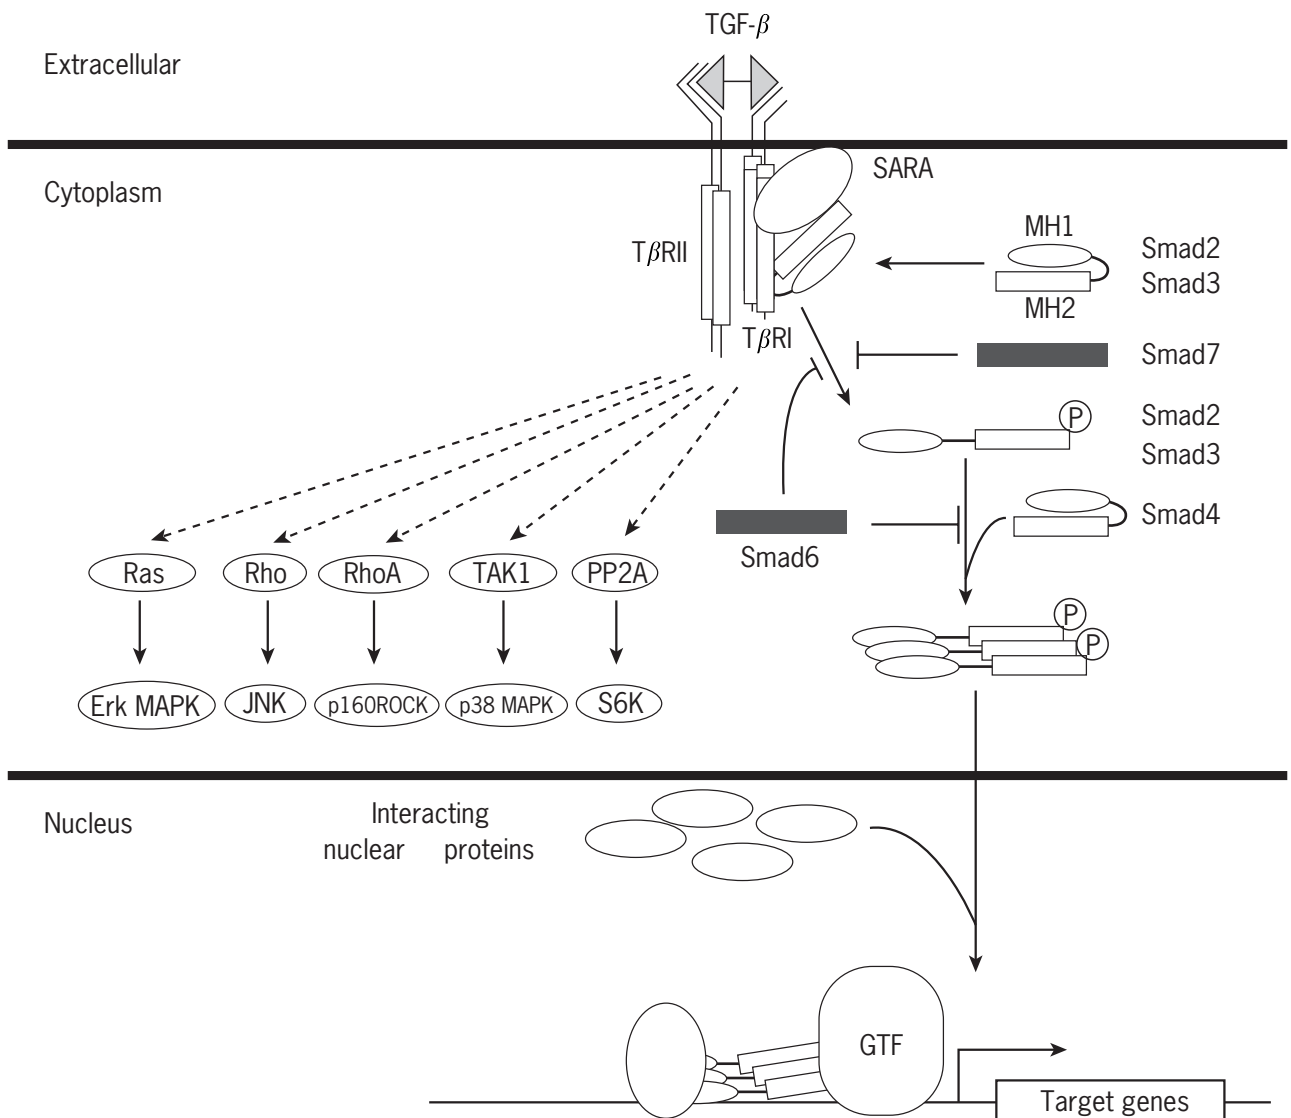 TGF-β
Extracellular
SARA
Cytoplasm
MH1
Smad2
TβRII
Smad3
MH2
TβRI
Smad7
P
Smad2
Smad3
Smad4
Smad6
Ras
Rho
RhoA
TAK1
PP2A
P
P
Erk MAPK
JNK
p160ROCK
p38 MAPK
S6K
Nucleus
Interacting
nuclear proteins
GTF
Target genes